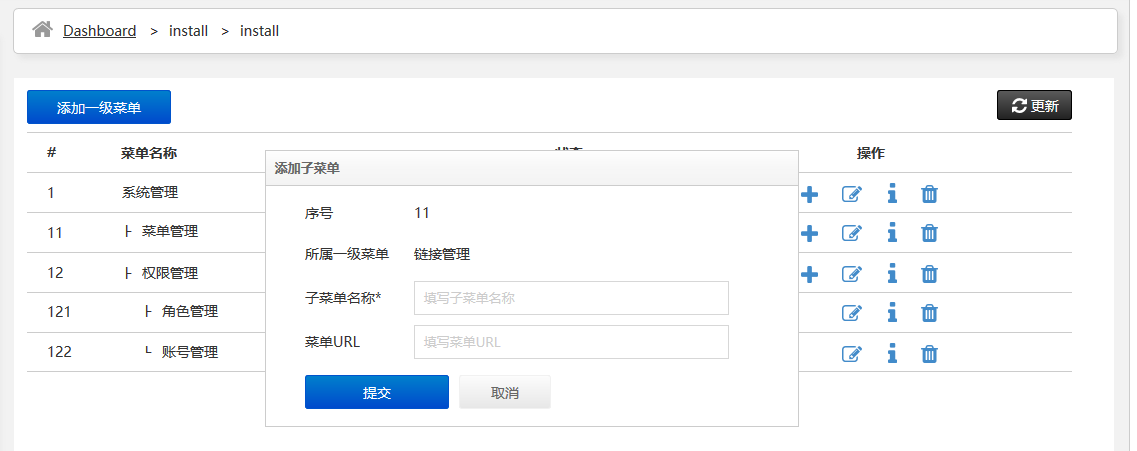 Dashboard > install > install
添加一级菜单
更新
# 菜单名称 操作
添加子菜单
1 系统管理
11 ├ 菜单管理
12 ├ 权限管理
121 ├ 角色管理
122 └ 账号管理
序号 11
所属一级菜单 链接管理
子菜单名称* 填写子菜单名称
菜单URL 填写菜单URL
提交 取消